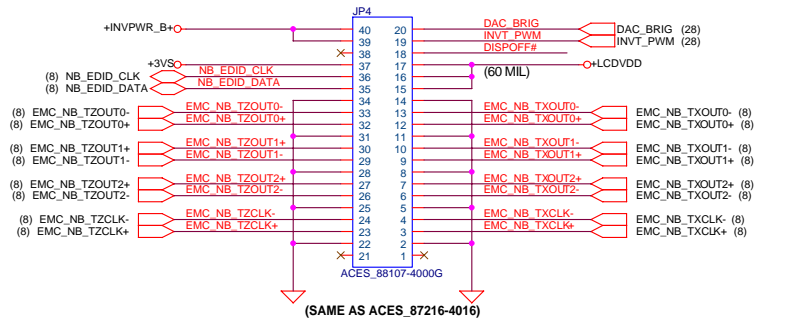 JP4
+INVPWR_B+ 40 20 DAC_BRIG DAC_BRIG (28)
39 19 INVT_PWM INVT_PWM (28)
38 18 DISPOFF#
+3VS 37 17 +LCDVDD
(8) NB_EDID_CLK NB_EDID_CLK 36 16 (60 MIL)
(8) NB_EDID_DATA NB_EDID_DATA 35 15
34 14
(8) EMC_NB_TZOUT0- EMC_NB_TZOUT0- 33 13 EMC_NB_TXOUT0- EMC_NB_TXOUT0- (8)
(8) EMC_NB_TZOUT0+ EMC_NB_TZOUT0+ 32 12 EMC_NB_TXOUT0+ EMC_NB_TXOUT0+ (8)
31 11
(8) EMC_NB_TZOUT1+ EMC_NB_TZOUT1+ 30 10 EMC_NB_TXOUT1- EMC_NB_TXOUT1- (8)
(8) EMC_NB_TZOUT1- EMC_NB_TZOUT1- 29 9 EMC_NB_TXOUT1+ EMC_NB_TXOUT1+ (8)
28 8
(8) EMC_NB_TZOUT2+ EMC_NB_TZOUT2+ 27 7 EMC_NB_TXOUT2+ EMC_NB_TXOUT2+ (8)
(8) EMC_NB_TZOUT2- EMC_NB_TZOUT2- 26 6 EMC_NB_TXOUT2- EMC_NB_TXOUT2- (8)
25 5
(8) EMC_NB_TZCLK- EMC_NB_TZCLK- 24 4 EMC_NB_TXCLK- EMC_NB_TXCLK- (8)
(8) EMC_NB_TZCLK+ EMC_NB_TZCLK+ 23 3 EMC_NB_TXCLK+ EMC_NB_TXCLK+ (8)
22 2
21 1
ACES_88107-4000G
(SAME AS ACES_87216-4016)